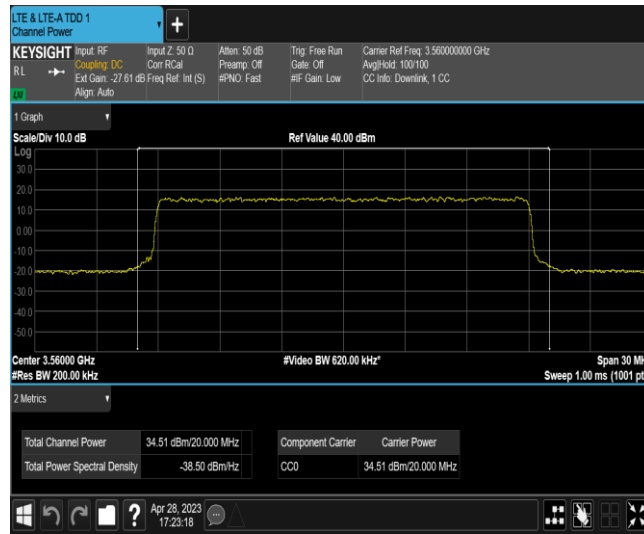 LTE & LTE-A TDD 1
Channel Power
KEYSIGHT Input: RF Input Z: 50 Ω Atten: 50 dB Trig: Free Run Carrier Ref Freq: 3.560000000 GHz
RL Coupling: DC Corr RCal Preamp: Off Gate: Off Avg|Hold: 100/100
Ext Gain: -27.61 dB Freq Ref: Int (S) #PNO: Fast #IF Gain: Low CC Info: Downlink, 1 CC
Align: Auto
1 Graph
Scale/Div 10.0 dB Ref Value 40.00 dBm
Log
30.0
20.0
10.0
0.00
-10.0
-20.0
-30.0
-40.0
-50.0
Center 3.56000 GHz #Video BW 620.00 kHz* Span 30 MH
#Res BW 200.00 kHz Sweep 1.00 ms (1001 pt
2 Metrics
Total Channel Power 34.51 dBm/20.000 MHz Component Carrier Carrier Power
Total Power Spectral Density -38.50 dBm/Hz CC0 34.51 dBm/20.000 MHz
? Apr 28, 2023
17:23:18